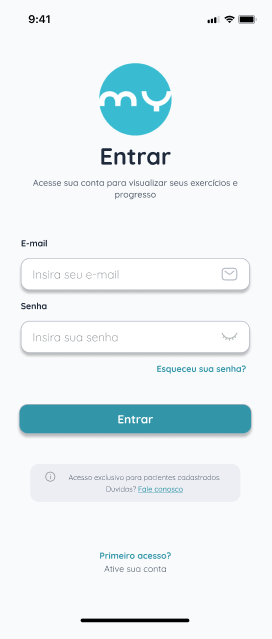 9:41
my
Entrar
Acesse sua conta para visualizar seus exercícios e
progresso
E-mail
Insira seu e-mail
Senha
Insira sua senha
Esqueceu sua senha?
Entrar
Acesso exclusivo para pacientes cadastrados.
Duvidas? Fale conosco
Primeiro acesso?
Ative sua conta